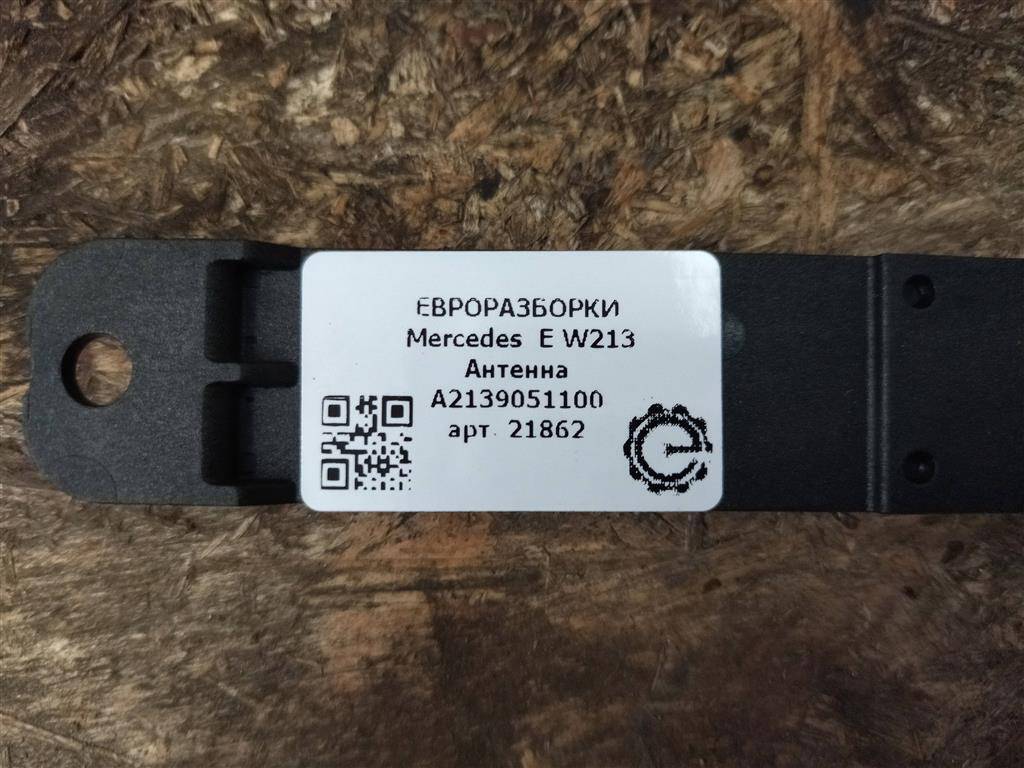 ЕВРОРАЗБОРКИ
Mercedes E W213
Антенна
A2139051100
арт. 21862